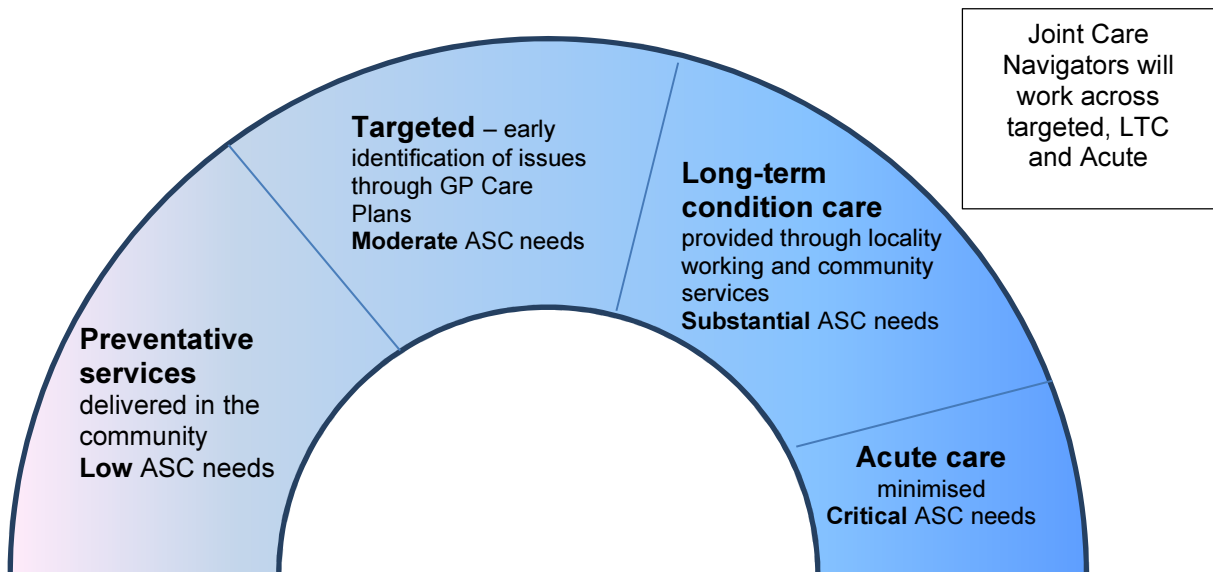 Preventative
services
delivered in the
community
Low ASC needs
Targeted – early
identification of issues
through GP Care
Plans
Moderate ASC needs
Long-term
condition care
provided through locality
working and community
services
Substantial ASC needs
Acute care
minimised
Critical ASC needs
Joint Care
Navigators will
work across
targeted, LTC
and Acute